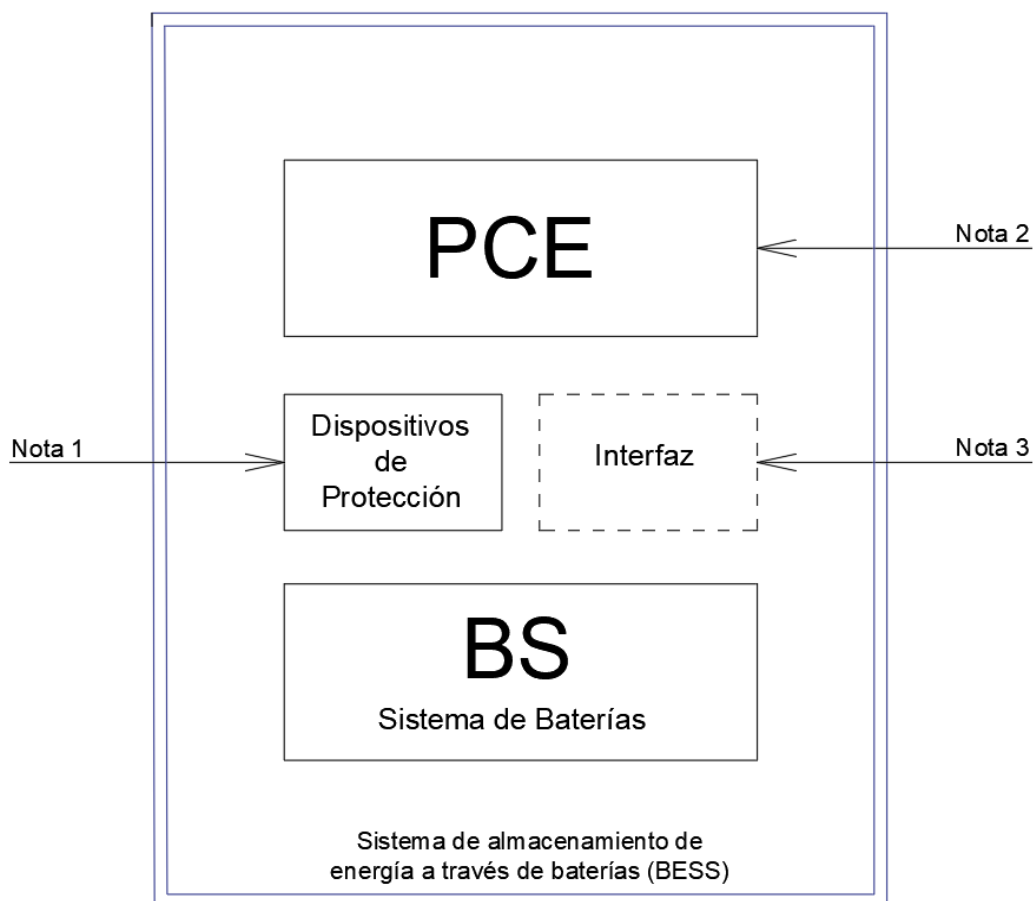 PCE
Nota 2
Nota 1
Dispositivos
de
Protección
Interfaz
Nota 3
BS
Sistema de Baterías
Sistema de almacenamiento de
energía a través de baterías (BESS)